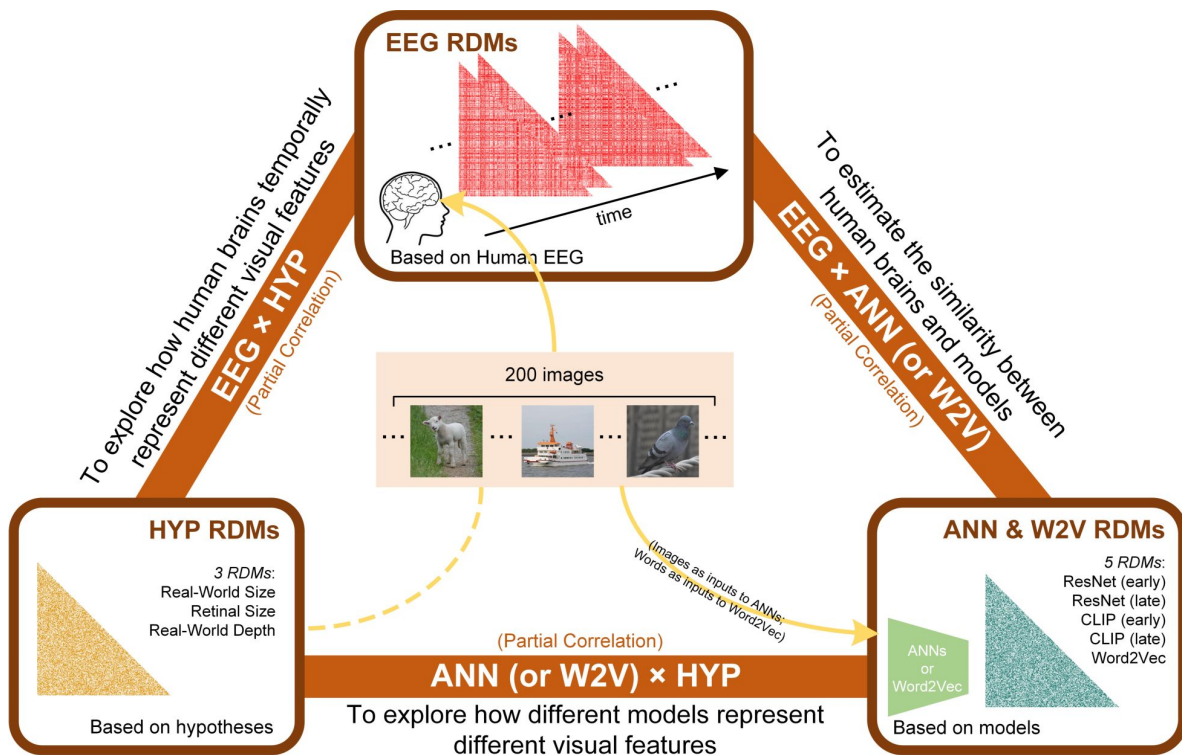 EEG RDMs
time
Based on Human EEG
To explore how human brains temporally
represent different visual features
EEG × HYP
(Partial Correlation)
To estimate the similarity between
human brains and models
EEG × ANN (or W2V)
(Partial Correlation)
200 images
... ... ... ...
HYP RDMs
3 RDMs:
Real-World Size
Retinal Size
Real-World Depth
Based on hypotheses
(Images as inputs to ANNs;
Words as inputs to Word2Vec)
ANN & W2V RDMs
5 RDMs:
ResNet (early)
ResNet (late)
CLIP (early)
CLIP (late)
Word2Vec
ANNs
or
Word2Vec
Based on models
(Partial Correlation)
ANN (or W2V) × HYP
To explore how different models represent
different visual features